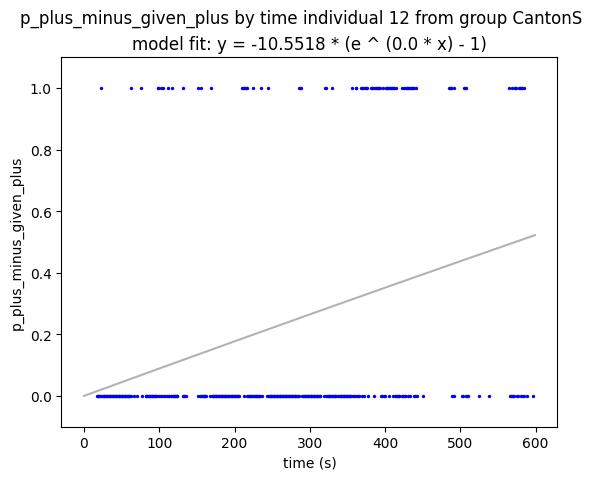 p_plus_minus_given_plus by time individual 12 from group CantonS
model fit: y = -10.5518 * (e ^ (0.0 * x) - 1)
1.0
0.8
0.6
0.4
0.2
0.0
p_plus_minus_given_plus
0 100 200 300 400 500 600
time (s)